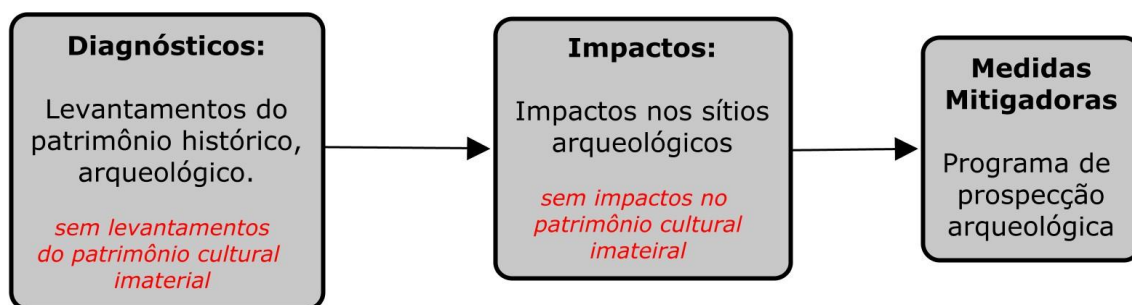 Diagnósticos:
Levantamentos do
patrimônio histórico,
arqueológico.
sem levantamentos
do patrimônio cultural
imaterial
Impactos:
Impactos nos sítios
arqueológicos
sem impactos no
patrimônio cultural
imateiral
Medidas
Mitigadoras
Programa de
prospecção
arqueológica